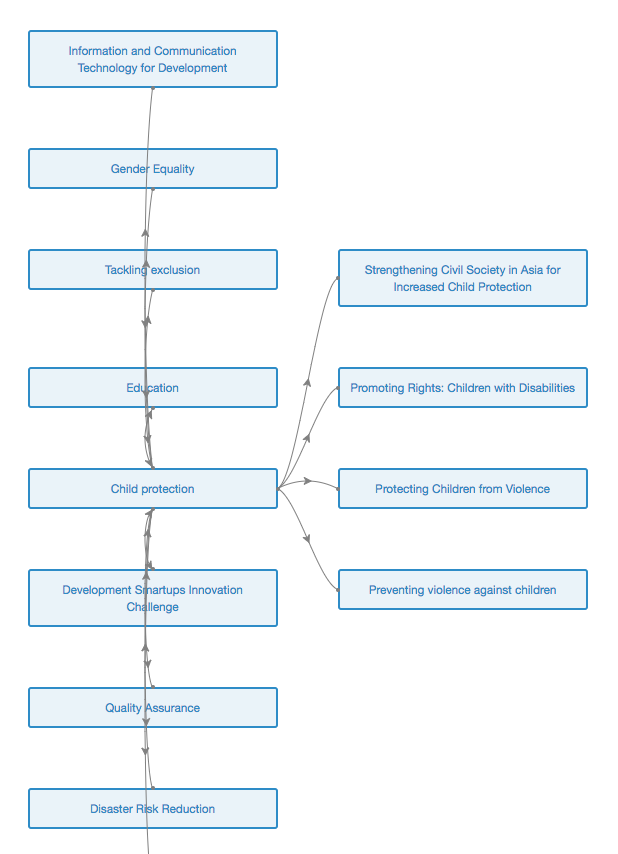 Information and Communication
Technology for Development
Gender Equality
Tackling exclusion
Strengthening Civil Society in Asia for
Increased Child Protection
Education
Promoting Rights: Children with Disabilities
Child protection
Protecting Children from Violence
Development Smartups Innovation
Challenge
Preventing violence against children
Quality Assurance
Disaster Risk Reduction